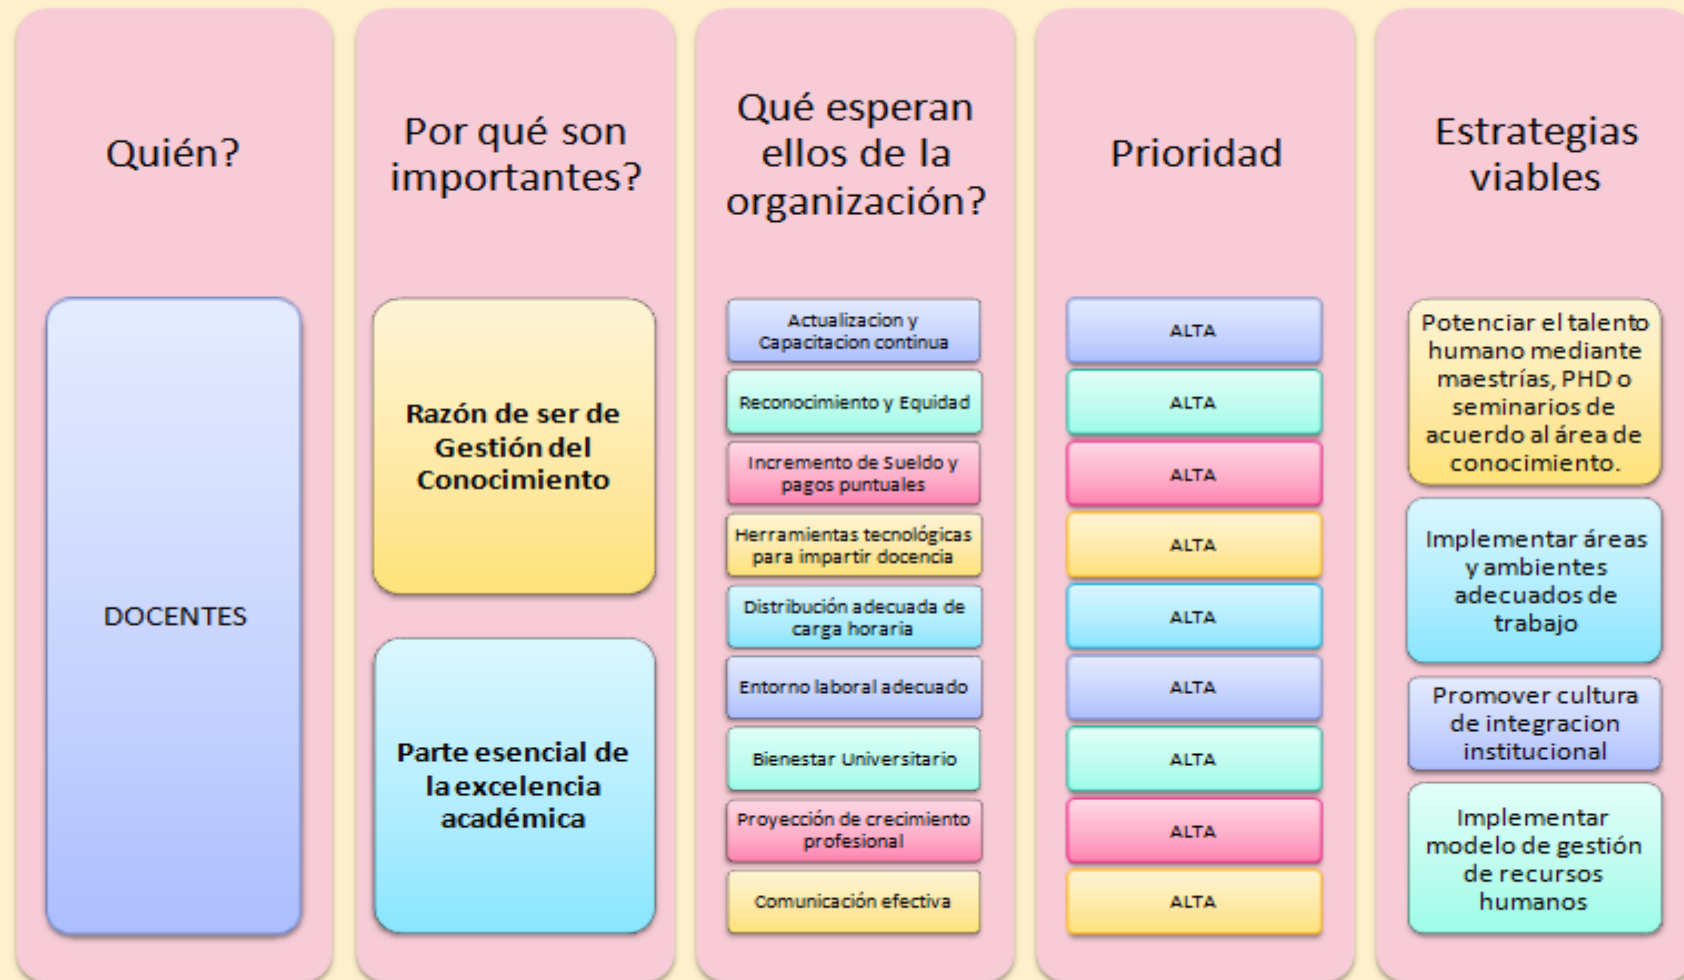 Quién?
DOCENTES
Por qué son
importantes?
Razón de ser de
Gestión del
Conocimiento
Parte esencial de
la excelencia
académica
Qué esperan
ellos de la
organización?
Actualizacion y
Capacitacion continua
Reconocimiento y Equidad
Incremento de Sueldo y
pagos puntuales
Herramientas tecnológicas
para impartir docencia
Distribución adecuada de
carga horaria
Entorno laboral adecuado
Bienestar Universitario
Proyección de crecimiento
profesional
Comunicación efectiva
Prioridad
ALTA
ALTA
ALTA
ALTA
ALTA
ALTA
ALTA
ALTA
ALTA
Estrategias
viables
Potenciar el talento
humano mediante
maestrías, PHD o
seminarios de
acuerdo al área de
conocimiento.
Implementar áreas
y ambientes
adecuados de
trabajo
Promover cultura
de integracion
institucional
Implementar
modelo de gestión
de recursos
humanos